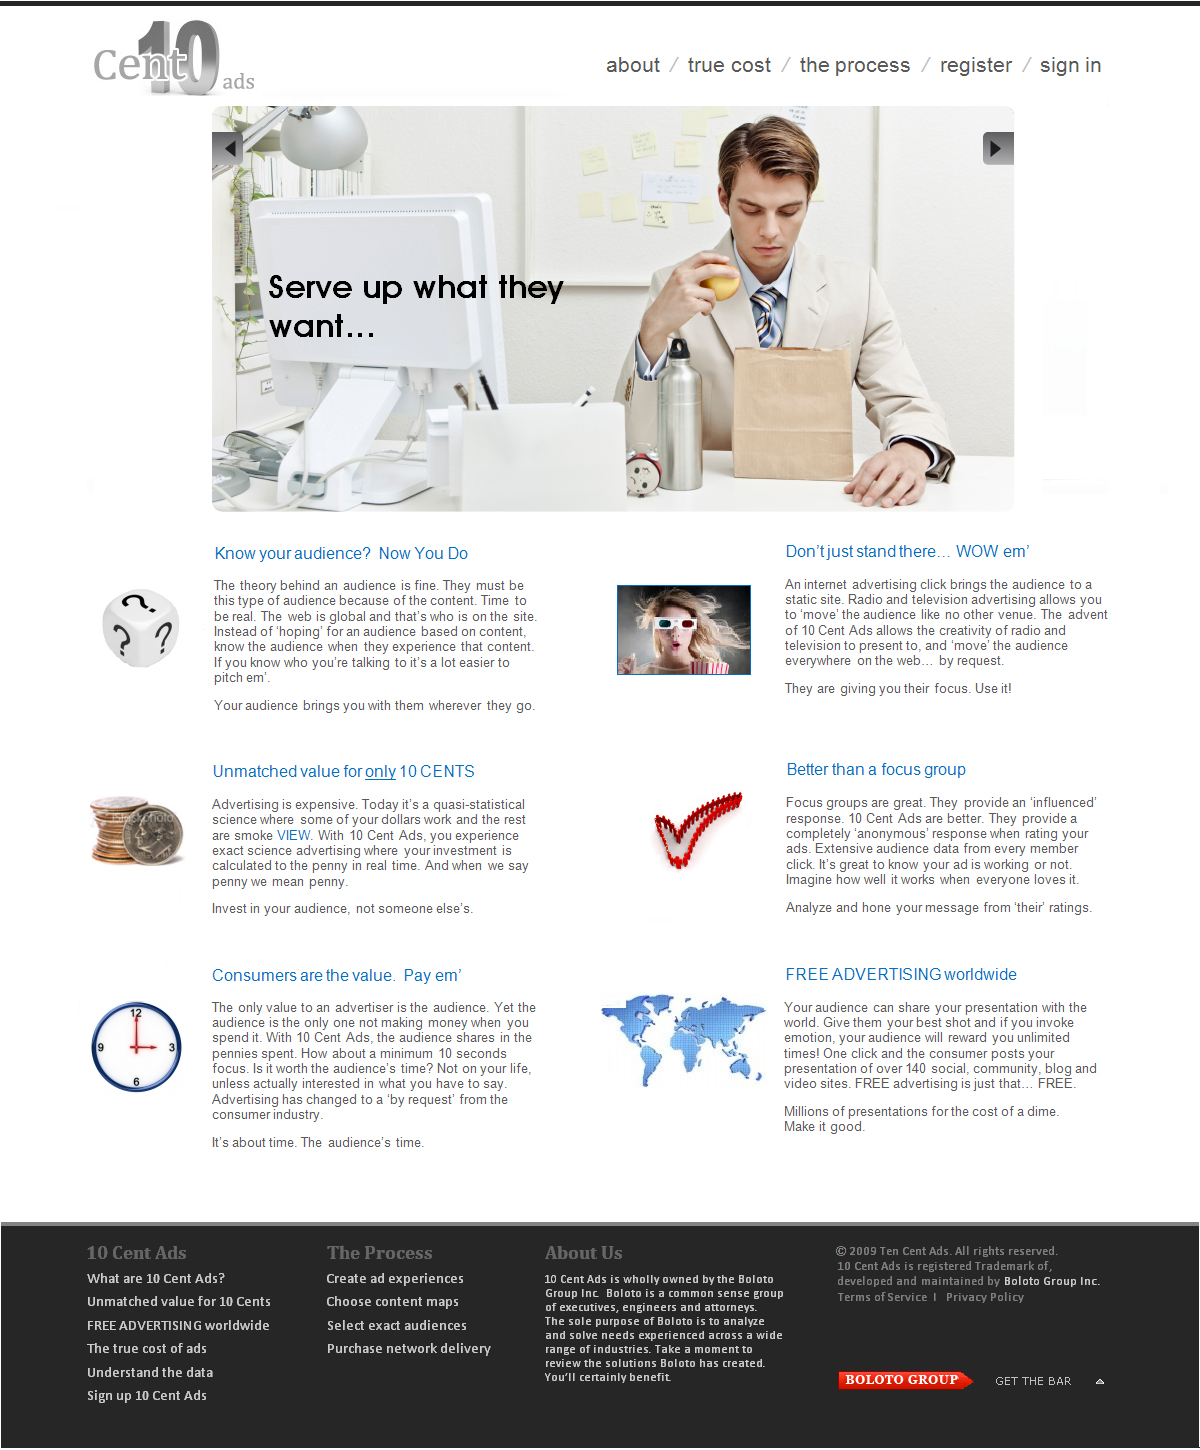 Cent 10 ads
about / true cost / the process / register / sign in
Serve up what they
want...
Know your audience?  Now You Do
The theory behind an audience is fine. They must be
this type of audience because of the content. Time to
be real. The web is global and that's who is on the site.
Instead of 'hoping' for an audience based on content,
know the audience when they experience that content.
If you know who you're talking to it's a lot easier to
pitch em'.
Your audience brings you with them wherever they go.
Don't just stand there... WOW em'
An internet advertising click brings the audience to a
static site. Radio and television advertising allows you
to 'move' the audience like no other venue. The advent
of 10 Cent Ads allows the creativity of radio and
television to present to, and 'move' the audience
everywhere on the web... by request.
They are giving you their focus. Use it!
Unmatched value for only 10 CENTS
Advertising is expensive. Today it's a quasi-statistical
science where some of your dollars work and the rest
are smoke VIEW. With 10 Cent Ads, you experience
exact science advertising where your investment is
calculated to the penny in real time. And when we say
penny we mean penny.
Invest in your audience, not someone else's.
Better than a focus group
Focus groups are great. They provide an 'influenced'
response. 10 Cent Ads are better. They provide a
completely 'anonymous' response when rating your
ads. Extensive audience data from every member
click. It's great to know your ad is working or not.
Imagine how well it works when everyone loves it.
Analyze and hone your message from 'their' ratings.
Consumers are the value.  Pay em'
12
9 3
6
The only value to an advertiser is the audience. Yet the
audience is the only one not making money when you
spend it. With 10 Cent Ads, the audience shares in the
pennies spent. How about a minimum 10 seconds
focus. Is it worth the audience's time? Not on your life,
unless actually interested in what you have to say.
Advertising has changed to a 'by request' from the
consumer industry.
It's about time. The audience's time.
FREE ADVERTISING worldwide
Your audience can share your presentation with the
world. Give them your best shot and if you invoke
emotion, your audience will reward you unlimited
times! One click and the consumer posts your
presentation of over 140 social, community, blog and
video sites. FREE advertising is just that... FREE.
Millions of presentations for the cost of a dime.
Make it good.
10 Cent Ads
What are 10 Cent Ads?
Unmatched value for 10 Cents
FREE ADVERTISING worldwide
The true cost of ads
Understand the data
Sign up 10 Cent Ads
The Process
Create ad experiences
Choose content maps
Select exact audiences
Purchase network delivery
About Us
10 Cent Ads is wholly owned by the Boloto
Group Inc.  Boloto is a common sense group
of executives, engineers and attorneys.
The sole purpose of Boloto is to analyze
and solve needs experienced across a wide
range of industries. Take a moment to
review the solutions Boloto has created.
You'll certainly benefit.
© 2009 Ten Cent Ads. All rights reserved.
10 Cent Ads is registered Trademark of,
developed and maintained by Boloto Group Inc.
Terms of Service  I  Privacy Policy
BOLOTO GROUP
GET THE BAR